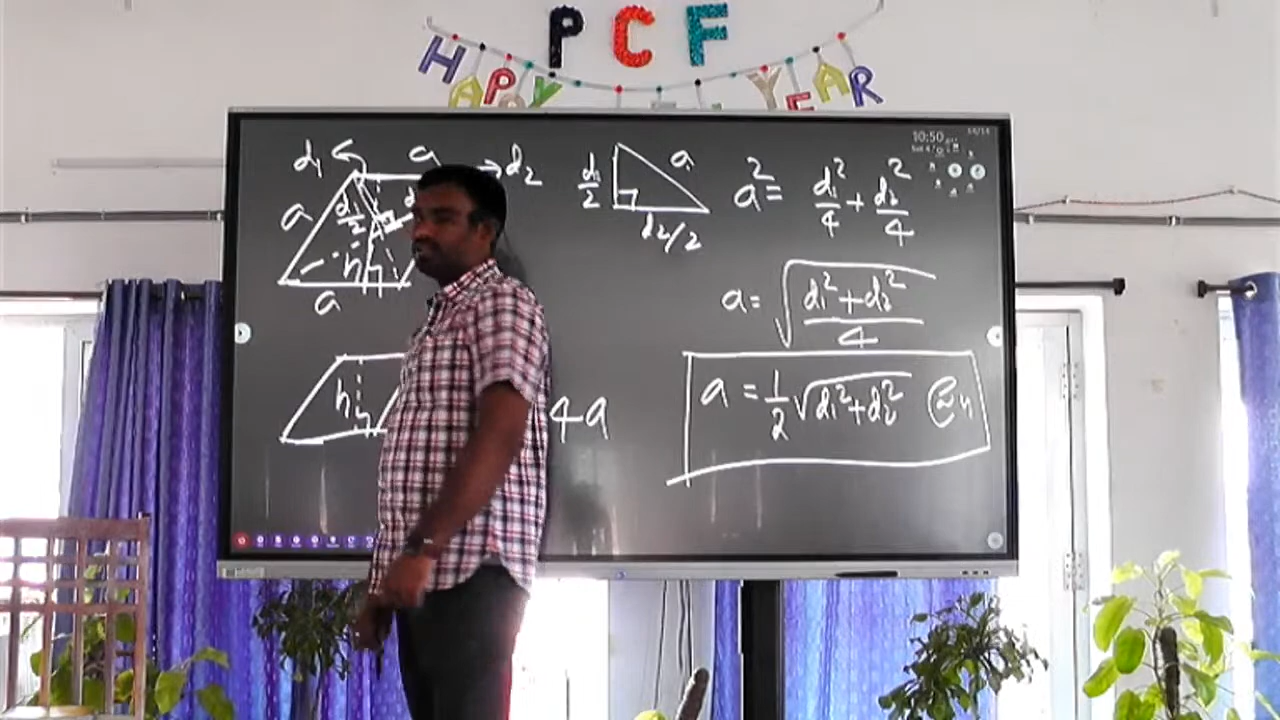 PCF
HAPPY YEAR
10:50
d₁ a → d₂
a d₁/2 h
a
d₁/2 a
d₂/2
a² = d₁²/4 + d₂²/4
a = √((d₁² + d₂²)/4)
a = 1/2 √(d₁² + d₂²)
h
4a